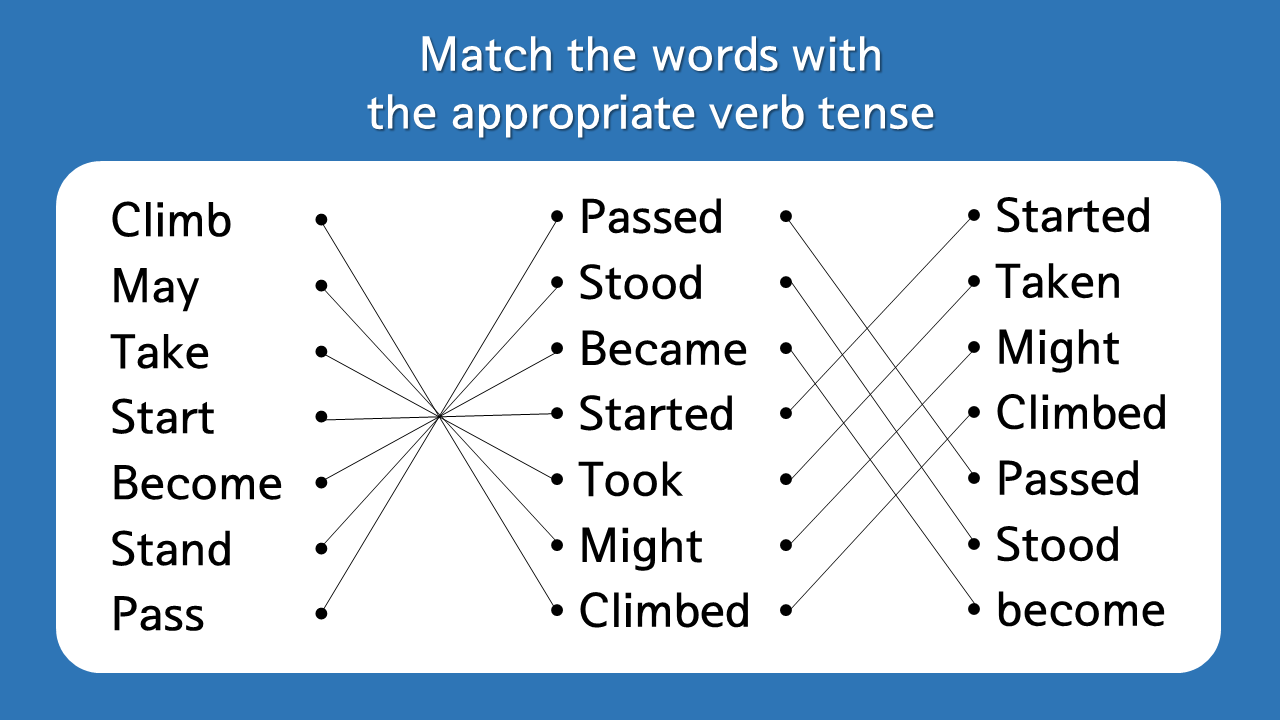 Match the words with
the appropriate verb tense
Climb Passed Started
May Stood Taken
Take Became Might
Start Started Climbed
Become Took Passed
Stand Might Stood
Pass Climbed become